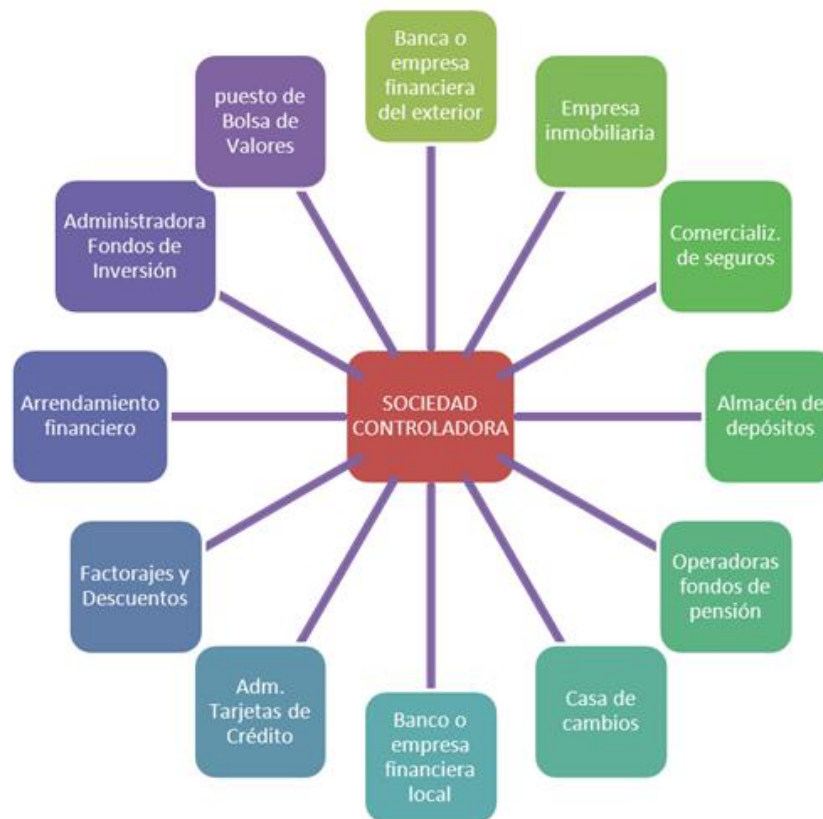 Banca o
empresa
financiera
del exterior
Empresa
inmobiliaria
Comercializ.
de seguros
Almacén de
depósitos
Operadoras
fondos de
pensión
Casa de
cambios
Banco o
empresa
financiera
local
Adm.
Tarjetas de
Crédito
Factorajes y
Descuentos
Arrendamiento
financiero
Administradora
Fondos de
Inversión
puesto de
Bolsa de
Valores
SOCIEDAD
CONTROLADORA